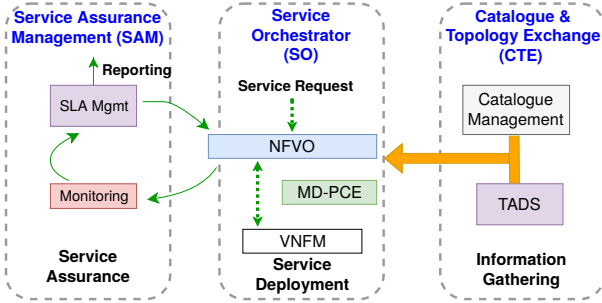 Service Assurance
Management (SAM)
Reporting
SLA Mgmt
Monitoring
Service
Assurance
Service
Orchestrator
(SO)
Service Request
NFVO
MD-PCE
VNFM
Service
Deployment
Catalogue &
Topology Exchange
(CTE)
Catalogue
Management
TADS
Information
Gathering